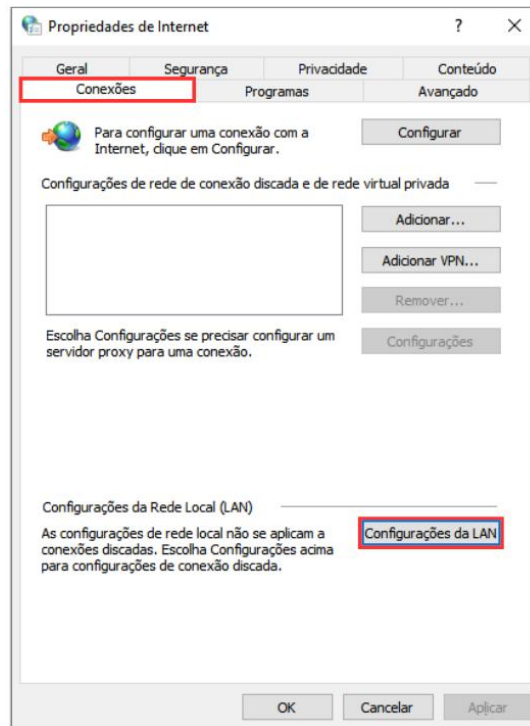 Propriedades de Internet
?
Geral
Segurança
Privacidade
Conteúdo
Conexões
Programas
Avançado
Para configurar uma conexão com a
Internet, clique em Configurar.
Configurar
Configurações de rede de conexão discada e de rede virtual privada
Adicionar...
Adicionar VPN...
Remover...
Escolha Configurações se precisar configurar um
servidor proxy para uma conexão.
Configurações
Configurações da Rede Local (LAN)
As configurações de rede local não se aplicam a
conexões discadas. Escolha Configurações acima
para configurações de conexão discada.
Configurações da LAN
OK
Cancelar
Aplicar